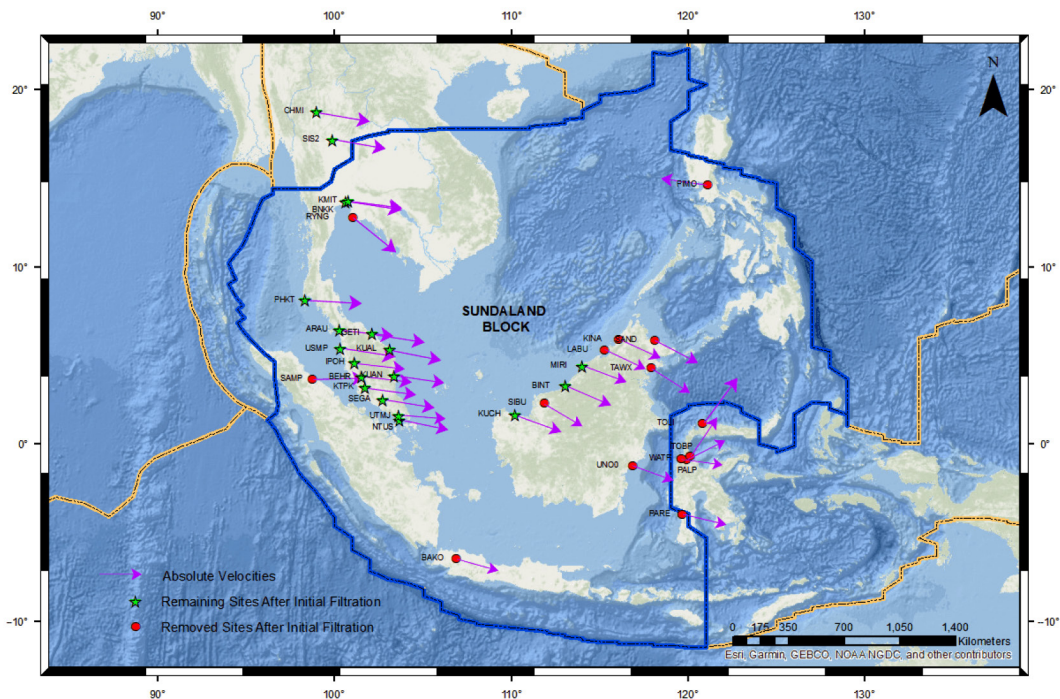 90° 100° 110° 120° 130°
N
20° 20°
CHMI
SIS2
PIMO
KMIT
BNKK
RYNG
10° 10°
PHKT
SUNDALAND
BLOCK
ARAU GETI
USMP KUAL
KINA SAND
LABU
IPOH
MIRI TAWX
SAMP BEHR KUAN
KTPK
BINT
SEGA
SIBU
UTMJ KUCH
NTUS
TOLI
0° 0°
TOBP
WATP
UNO0 PALP
PARE
BAKO
Absolute Velocities
Remaining Sites After Initial Filtration
Removed Sites After Initial Filtration
-10° -10°
0 175 350 700 1,050 1,400
Kilometers
Esri, Garmin, GEBCO, NOAA NGDC, and other contributors
90° 100° 110° 120° 130°